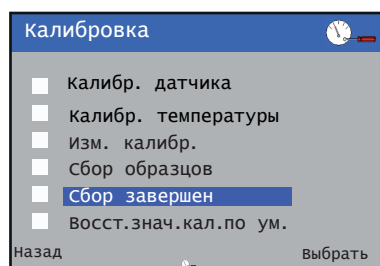 Калибровка
Калибр. датчика
Калибр. температуры
Изм. калибр.
Сбор образцов
Сбор завершен
Восст.знач.кал.по ум.
Назад
Выбрать